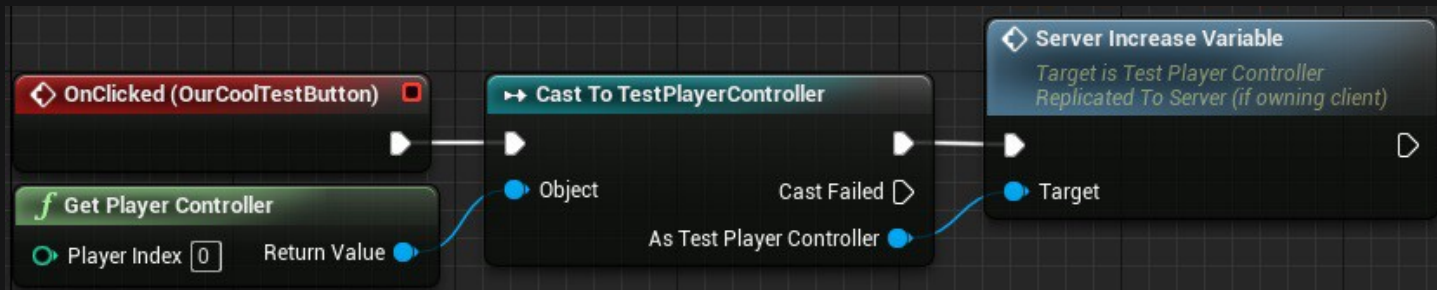 OnClicked (OurCoolTestButton)
Get Player Controller
Player Index 0
Return Value
Cast To TestPlayerController
Object
Cast Failed
As Test Player Controller
Server Increase Variable
Target is Test Player Controller
Replicated To Server (if owning client)
Target